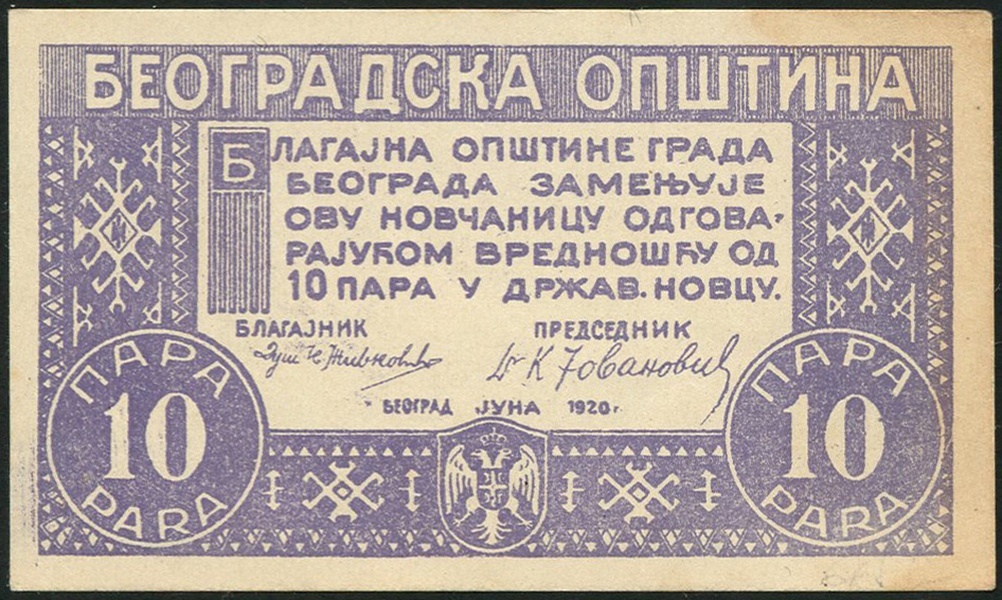 БЕОГРАДСКА ОПШТИНА
БЛАГАЈНА ОПШТИНЕ ГРАДА
БЕОГРАДА ЗАМЕЊУЈЕ
ОВУ НОВЧАНИЦУ ОДГОВА-
РАЈУЋОМ ВРЕДНОШЋУ ОД
10 ПАРА У ДРЖАВ. НОВЦУ.
БЛАГАЈНИК ПРЕДСЕДНИК
Др К Јовановић
БЕОГРАД ЈУНА 1920 г.
ПАРА
10
PARA
ПАРА
10
PARA